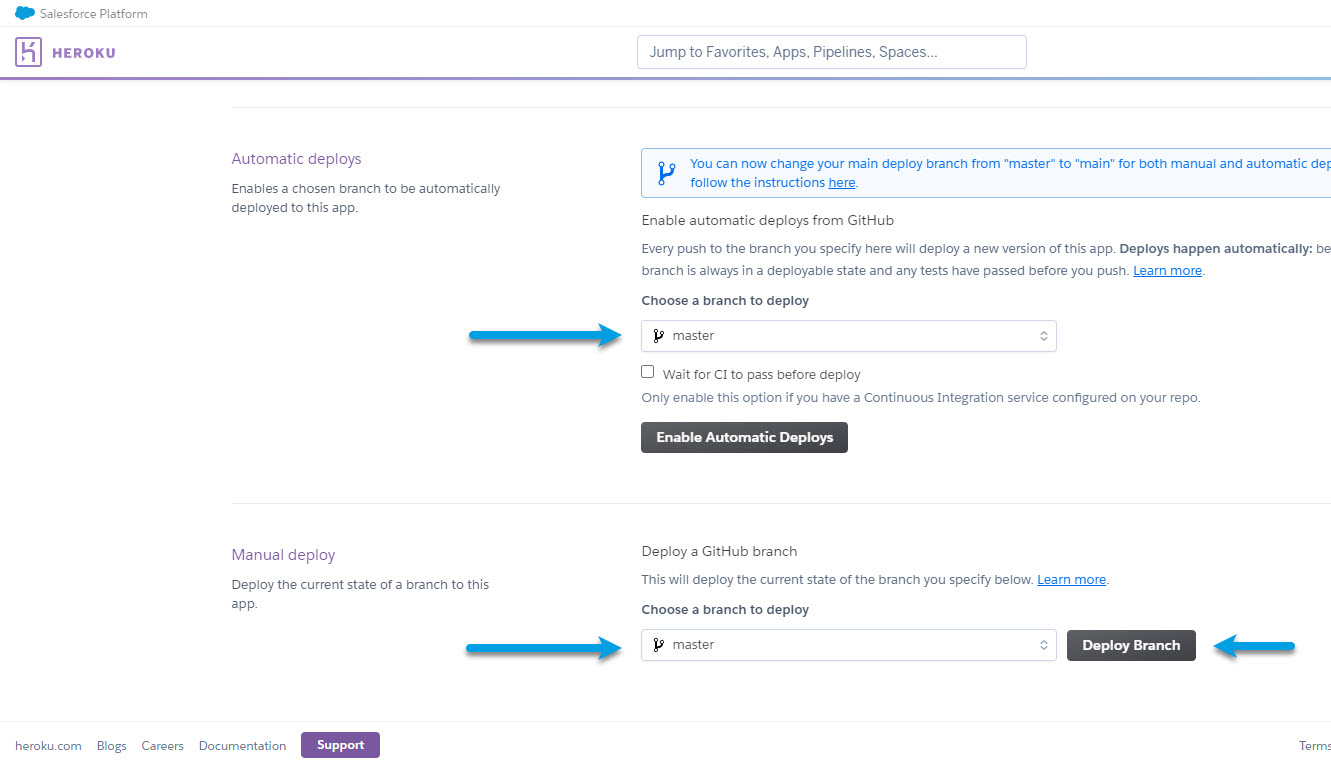 Salesforce Platform
HEROKU
Jump to Favorites, Apps, Pipelines, Spaces...
Automatic deploys
Enables a chosen branch to be automatically
deployed to this app.
You can now change your main deploy branch from "master" to "main" for both manual and automatic dep
follow the instructions here.
Enable automatic deploys from GitHub
Every push to the branch you specify here will deploy a new version of this app. Deploys happen automatically: be
branch is always in a deployable state and any tests have passed before you push. Learn more.
Choose a branch to deploy
master
Wait for CI to pass before deploy
Only enable this option if you have a Continuous Integration service configured on your repo.
Enable Automatic Deploys
Manual deploy
Deploy the current state of a branch to this
app.
Deploy a GitHub branch
This will deploy the current state of the branch you specify below. Learn more.
Choose a branch to deploy
master
Deploy Branch
heroku.com Blogs Careers Documentation Support Terms